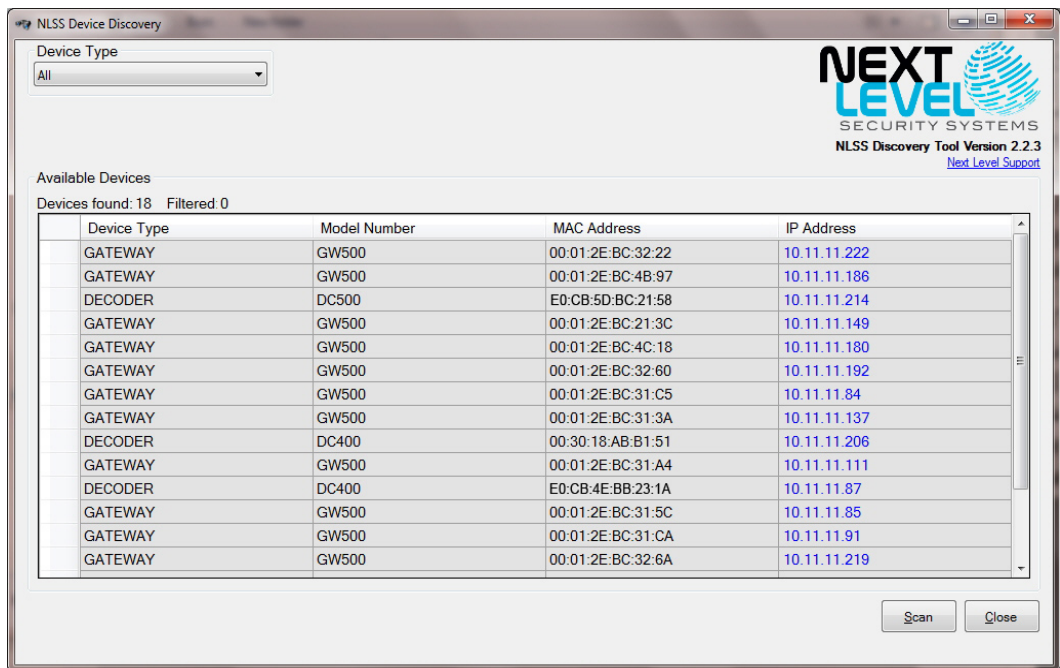 NLSS Device Discovery
Device Type
All
NEXT
LEVEL
SECURITY SYSTEMS
NLSS Discovery Tool Version 2.2.3
Next Level Support
Available Devices
Devices found: 18 Filtered: 0
Device Type Model Number MAC Address IP Address
GATEWAY GW500 00:01:2E:BC:32:22 10.11.11.222
GATEWAY GW500 00:01:2E:BC:4B:97 10.11.11.186
DECODER DC500 E0:CB:5D:BC:21:58 10.11.11.214
GATEWAY GW500 00:01:2E:BC:21:3C 10.11.11.149
GATEWAY GW500 00:01:2E:BC:4C:18 10.11.11.180
GATEWAY GW500 00:01:2E:BC:32:60 10.11.11.192
GATEWAY GW500 00:01:2E:BC:31:C5 10.11.11.84
GATEWAY GW500 00:01:2E:BC:31:3A 10.11.11.137
DECODER DC400 00:30:18:AB:B1:51 10.11.11.206
GATEWAY GW500 00:01:2E:BC:31:A4 10.11.11.111
DECODER DC400 E0:CB:4E:BB:23:1A 10.11.11.87
GATEWAY GW500 00:01:2E:BC:31:5C 10.11.11.85
GATEWAY GW500 00:01:2E:BC:31:CA 10.11.11.91
GATEWAY GW500 00:01:2E:BC:32:6A 10.11.11.219
Scan Close